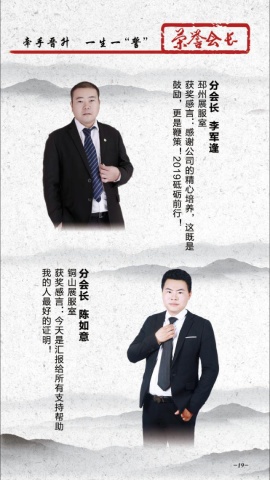 牵手晋升 一生一“誓”
荣誉会长
分会长 李军逢
邳州展服室
获奖感言：感谢公司的精心培养，这既是
鼓励，更是鞭策！2019砥砺前行！
分会长 陈如意
铜山展服室
获奖感言：今天是汇报给所有支持帮助
我的人最好的证明！
-19-